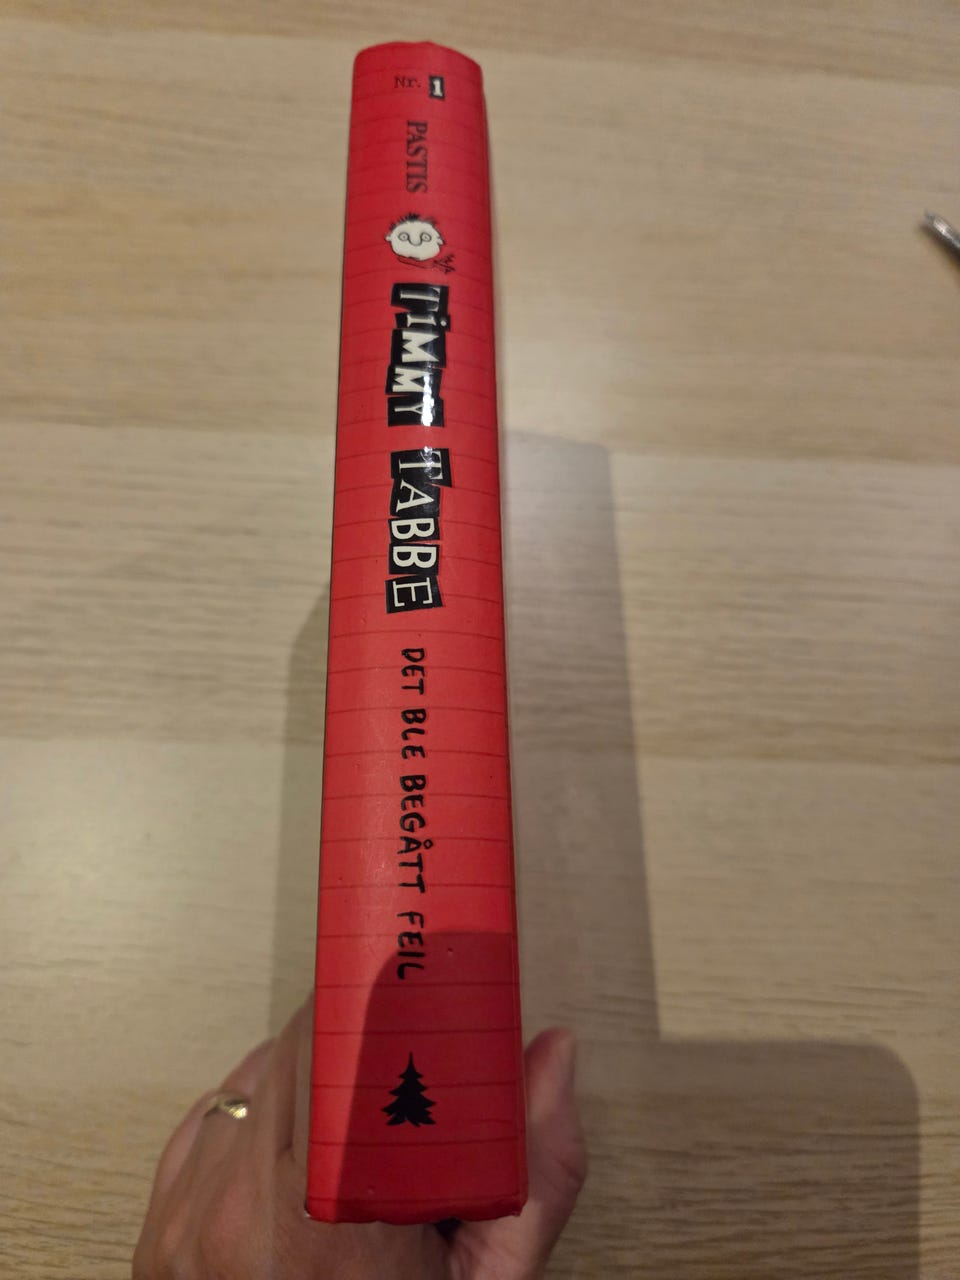 Nr. 1
PASTIS
TIMMY TABBE
DET BLE BEGÅTT FEIL